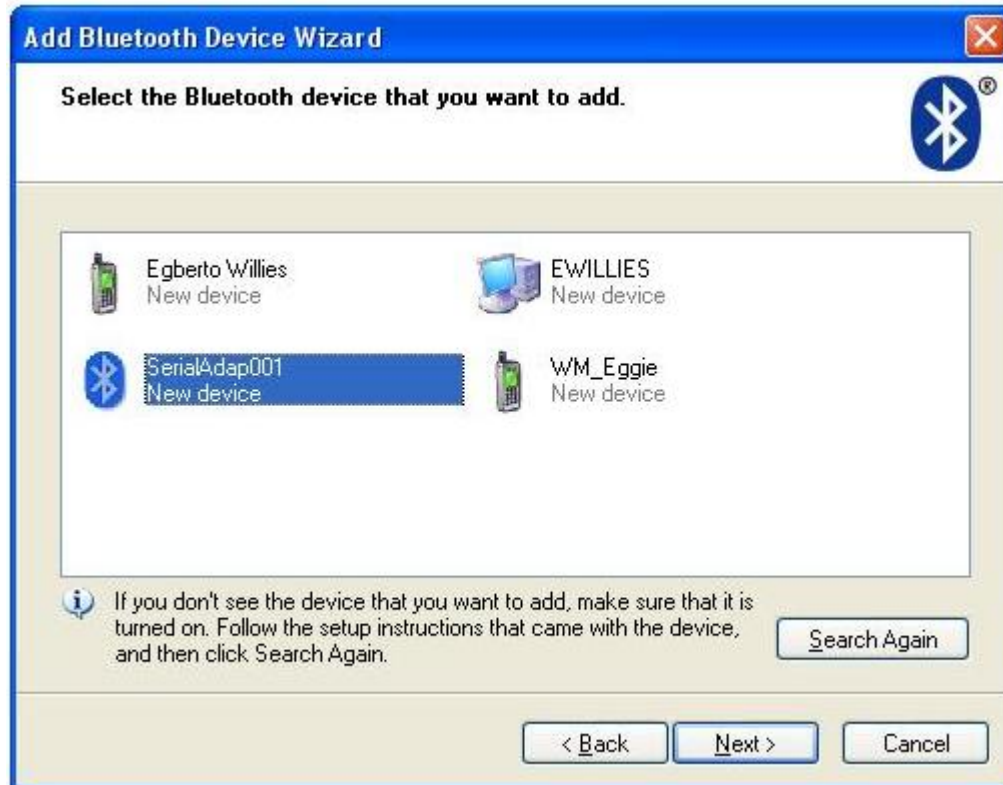 Add Bluetooth Device Wizard
Select the Bluetooth device that you want to add.
®
Egberto Willies
New device
EWILLIES
New device
SerialAdap001
New device
WM_Eggie
New device
If you don't see the device that you want to add, make sure that it is
turned on. Follow the setup instructions that came with the device,
and then click Search Again.
Search Again
< Back
Next >
Cancel